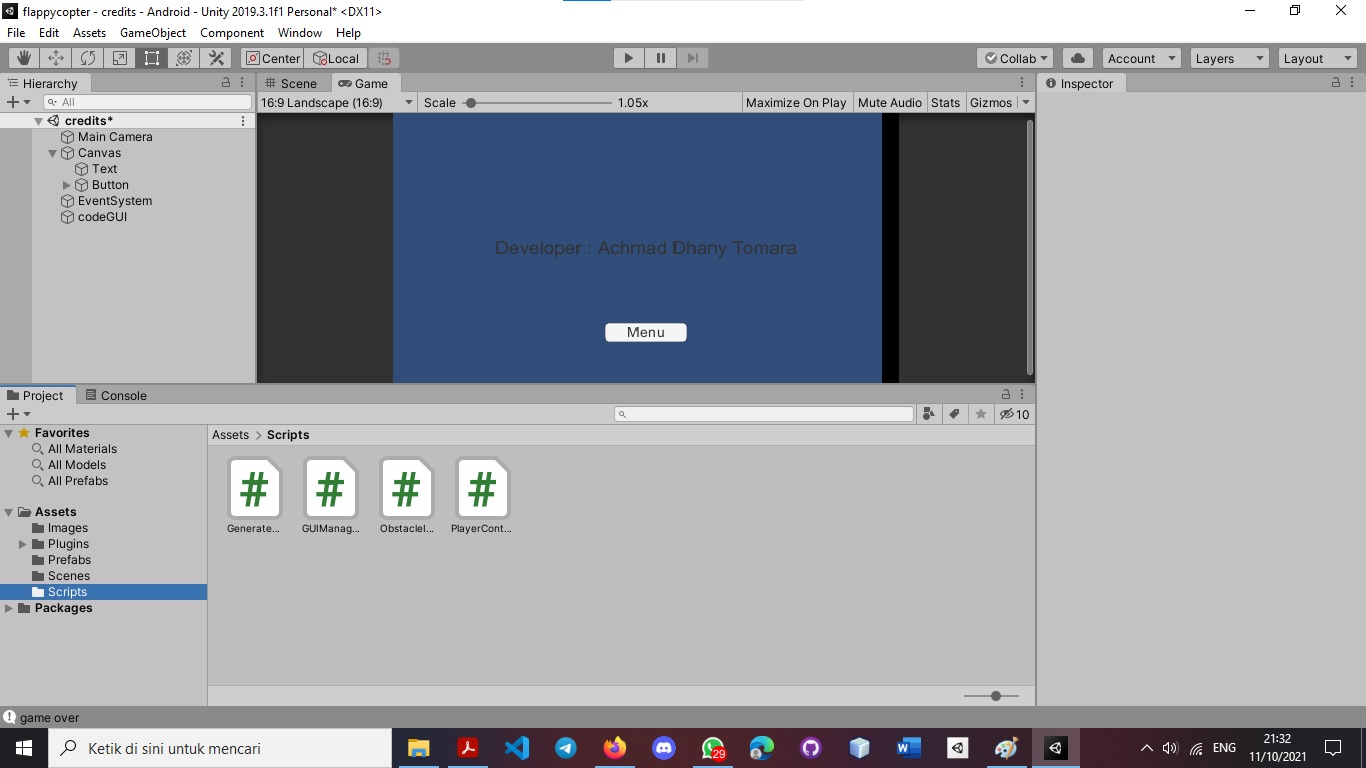 flappycopter - credits - Android - Unity 2019.3.1f1 Personal* <DX11>
File Edit Assets GameObject Component Window Help
Center Local Collab Account Layers Layout
Hierarchy Scene Game Inspector
All 16:9 Landscape (16:9) Scale 1.05x Maximize On Play Mute Audio Stats Gizmos
credits*
Main Camera
Canvas
Text
Button
EventSystem
codeGUI
Developer : Achmad Dhany Tomara
Menu
Project Console
10
Favorites
All Materials
All Models
All Prefabs
Assets
Images
Plugins
Prefabs
Scenes
Scripts
Packages
Assets > Scripts
# # # #
Generate... GUIManag... ObstacleI... PlayerCont...
game over
Ketik di sini untuk mencari
29
ENG
21:32
11/10/2021